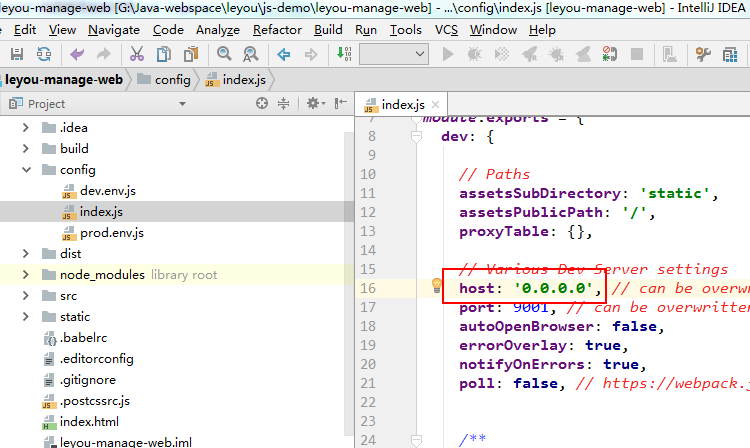 leyou-manage-web [G:\Java-webspace\leyou\js-demo\leyou-manage-web] - ...\config\index.js [leyou-manage-web] - IntelliJ IDEA
Edit View Navigate Code Analyze Refactor Build Run Tools VCS Window Help
leyou-manage-web config index.js
Project
index.js
.idea
build
config
dev.env.js
index.js
prod.env.js
dist
node_modules library root
src
static
.babelrc
.editorconfig
.gitignore
.postcssrc.js
index.html
leyou-manage-web.iml
7 module.exports = {
8 dev: {
9
10 // Paths
11 assetsSubDirectory: 'static',
12 assetsPublicPath: '/',
13 proxyTable: {},
14
15 // Various Dev Server settings
16 host: '0.0.0.0', // can be overw
17 port: 9001, // can be overwritte
18 autoOpenBrowser: false,
19 errorOverlay: true,
20 notifyOnErrors: true,
21 poll: false, // https://webpack.j
22
23
24 /**